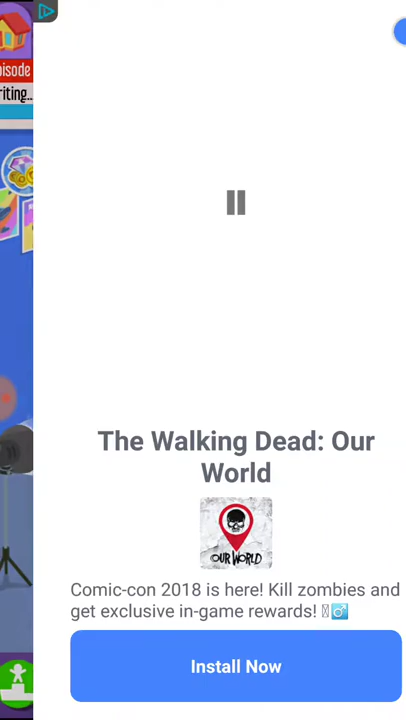 isode
riting...
The Walking Dead: Our
World
OUR WORLD
Comic-con 2018 is here! Kill zombies and
get exclusive in-game rewards! 
Install Now